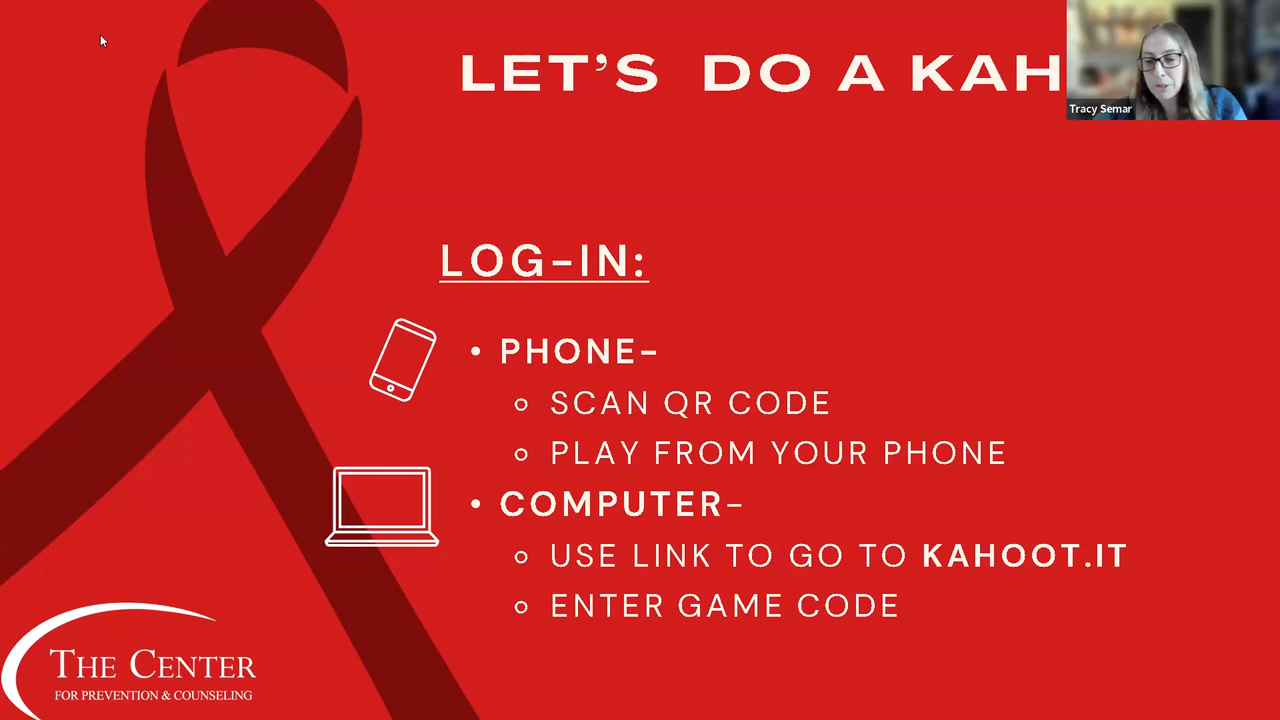 LET'S DO A KAH
Tracy Semar
LOG-IN:
• PHONE-
SCAN QR CODE
PLAY FROM YOUR PHONE
• COMPUTER-
USE LINK TO GO TO KAHOOT.IT
ENTER GAME CODE
THE CENTER
FOR PREVENTION & COUNSELING